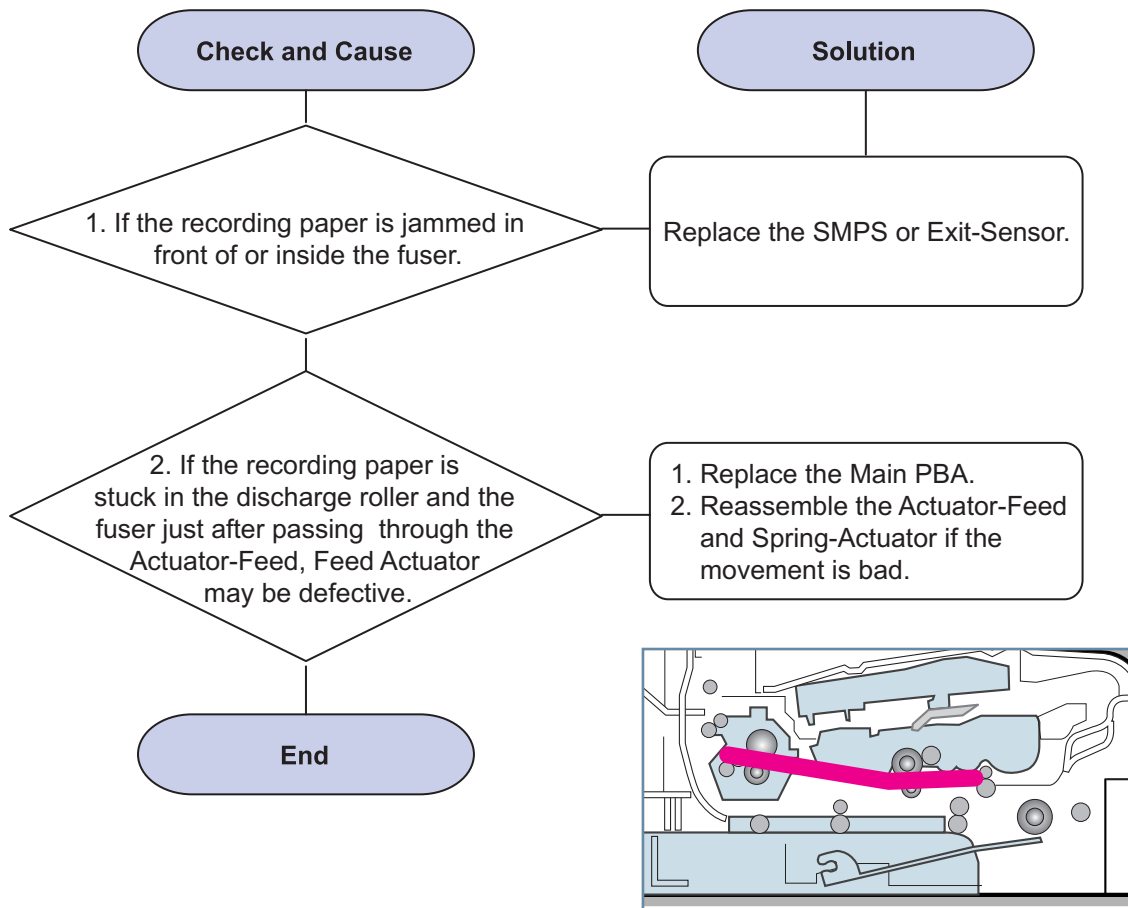 Check and Cause
Solution
1. If the recording paper is jammed in
front of or inside the fuser.
Replace the SMPS or Exit-Sensor.
2. If the recording paper is
stuck in the discharge roller and the
fuser just after passing through the
Actuator-Feed, Feed Actuator
may be defective.
1. Replace the Main PBA.
2. Reassemble the Actuator-Feed
and Spring-Actuator if the
movement is bad.
End